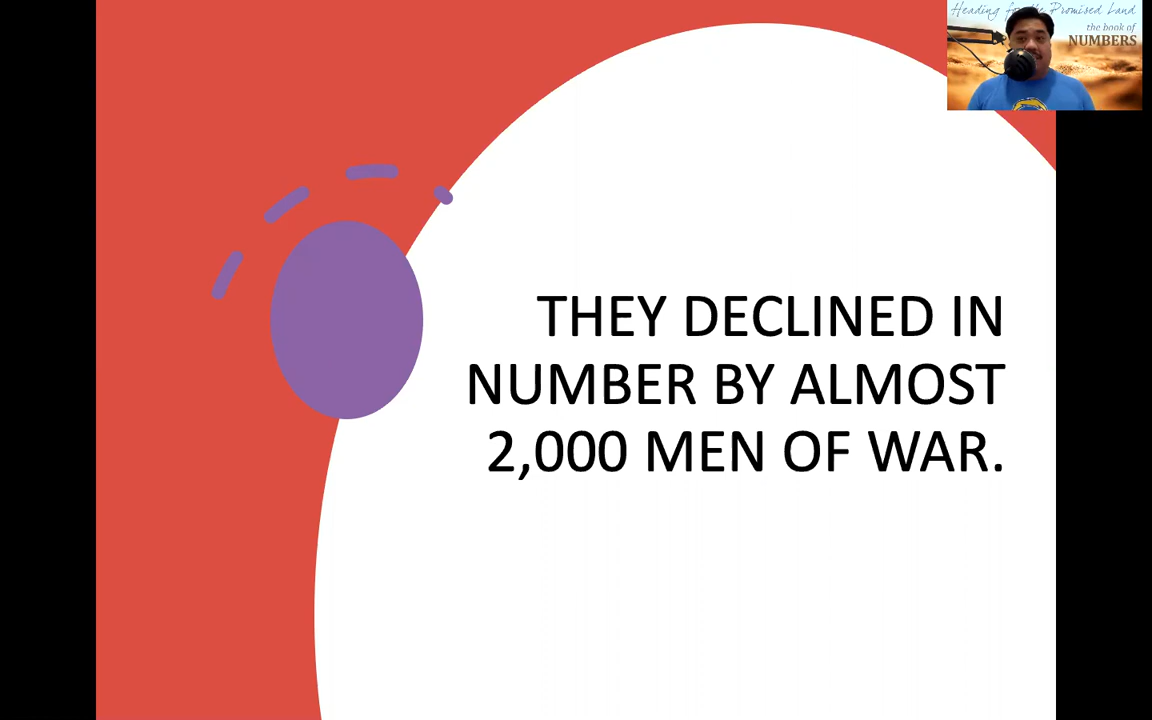 Heading for the Promised Land
the book of
NUMBERS
THEY DECLINED IN
NUMBER BY ALMOST
2,000 MEN OF WAR.